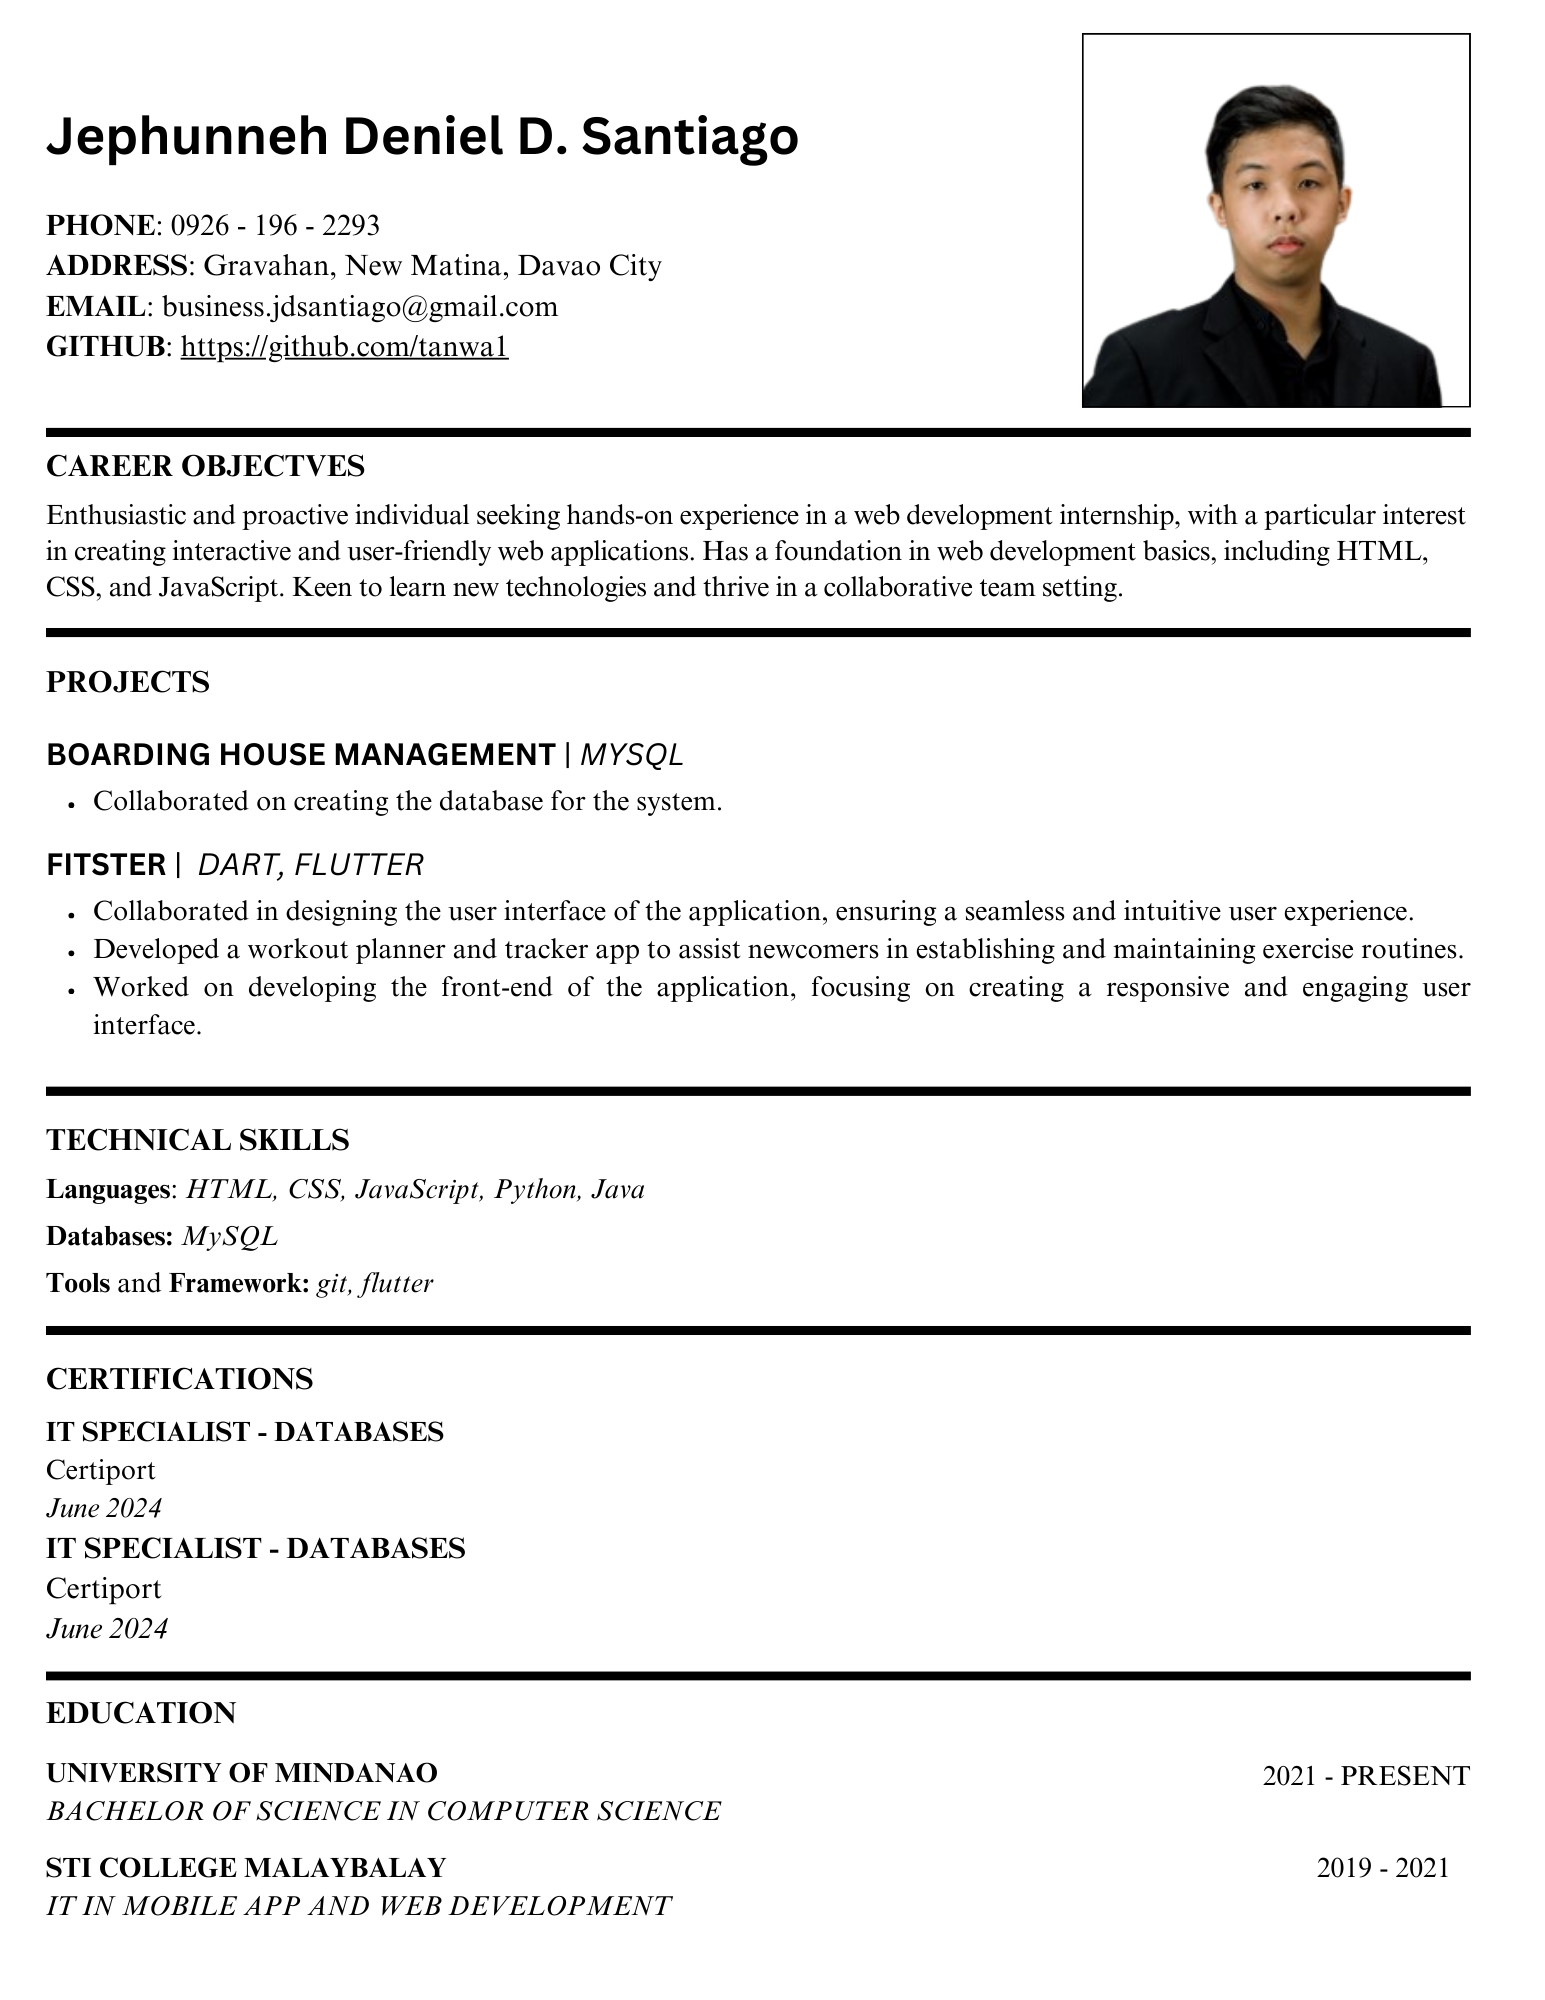 Jephunneh Deniel D. Santiago
PHONE: 0926 - 196 - 2293
ADDRESS: Gravahan, New Matina, Davao City
EMAIL: business.jdsantiago@gmail.com
GITHUB: https://github.com/tanwa1
CAREER OBJECTVES
Enthusiastic and proactive individual seeking hands-on experience in a web development internship, with a particular interest
in creating interactive and user-friendly web applications. Has a foundation in web development basics, including HTML,
CSS, and JavaScript. Keen to learn new technologies and thrive in a collaborative team setting.
PROJECTS
BOARDING HOUSE MANAGEMENT | MYSQL
• Collaborated on creating the database for the system.
FITSTER | DART, FLUTTER
• Collaborated in designing the user interface of the application, ensuring a seamless and intuitive user experience.
• Developed a workout planner and tracker app to assist newcomers in establishing and maintaining exercise routines.
• Worked on developing the front-end of the application, focusing on creating a responsive and engaging user
interface.
TECHNICAL SKILLS
Languages: HTML, CSS, JavaScript, Python, Java
Databases: MySQL
Tools and Framework: git, flutter
CERTIFICATIONS
IT SPECIALIST - DATABASES
Certiport
June 2024
IT SPECIALIST - DATABASES
Certiport
June 2024
EDUCATION
UNIVERSITY OF MINDANAO 2021 - PRESENT
BACHELOR OF SCIENCE IN COMPUTER SCIENCE
STI COLLEGE MALAYBALAY 2019 - 2021
IT IN MOBILE APP AND WEB DEVELOPMENT